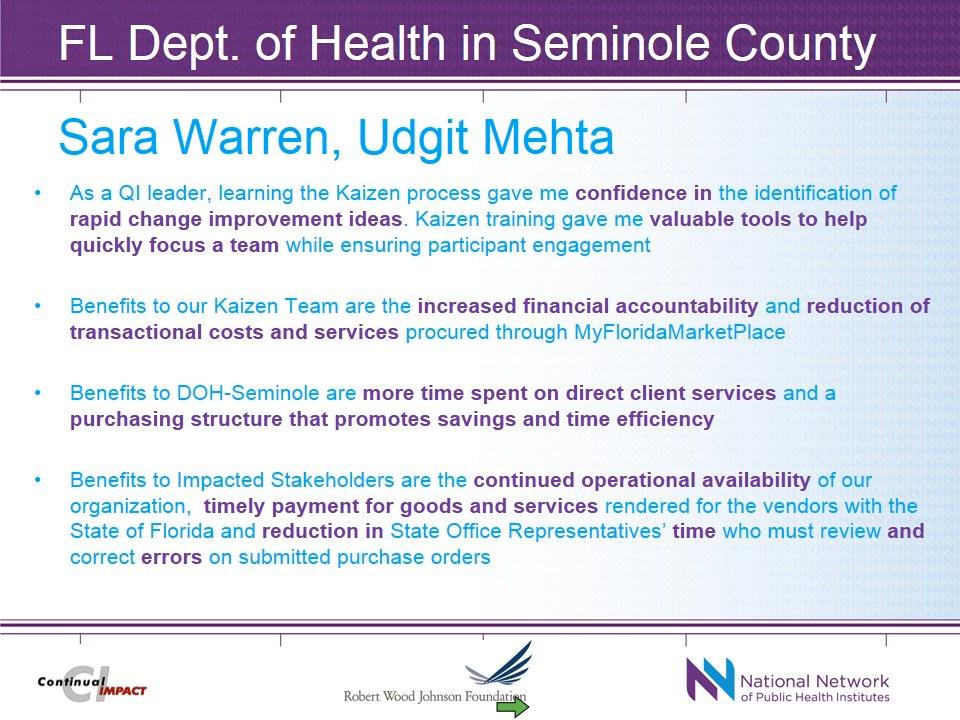 FL Dept. of Health in Seminole County
Sara Warren, Udgit Mehta
• As a QI leader, learning the Kaizen process gave me confidence in the identification of
rapid change improvement ideas. Kaizen training gave me valuable tools to help
quickly focus a team while ensuring participant engagement
• Benefits to our Kaizen Team are the increased financial accountability and reduction of
transactional costs and services procured through MyFloridaMarketPlace
• Benefits to DOH-Seminole are more time spent on direct client services and a
purchasing structure that promotes savings and time efficiency
• Benefits to Impacted Stakeholders are the continued operational availability of our
organization,  timely payment for goods and services rendered for the vendors with the
State of Florida and reduction in State Office Representatives’ time who must review and
correct errors on submitted purchase orders
CI
Continual
IMPACT
Robert Wood Johnson Foundation
National Network
of Public Health Institutes